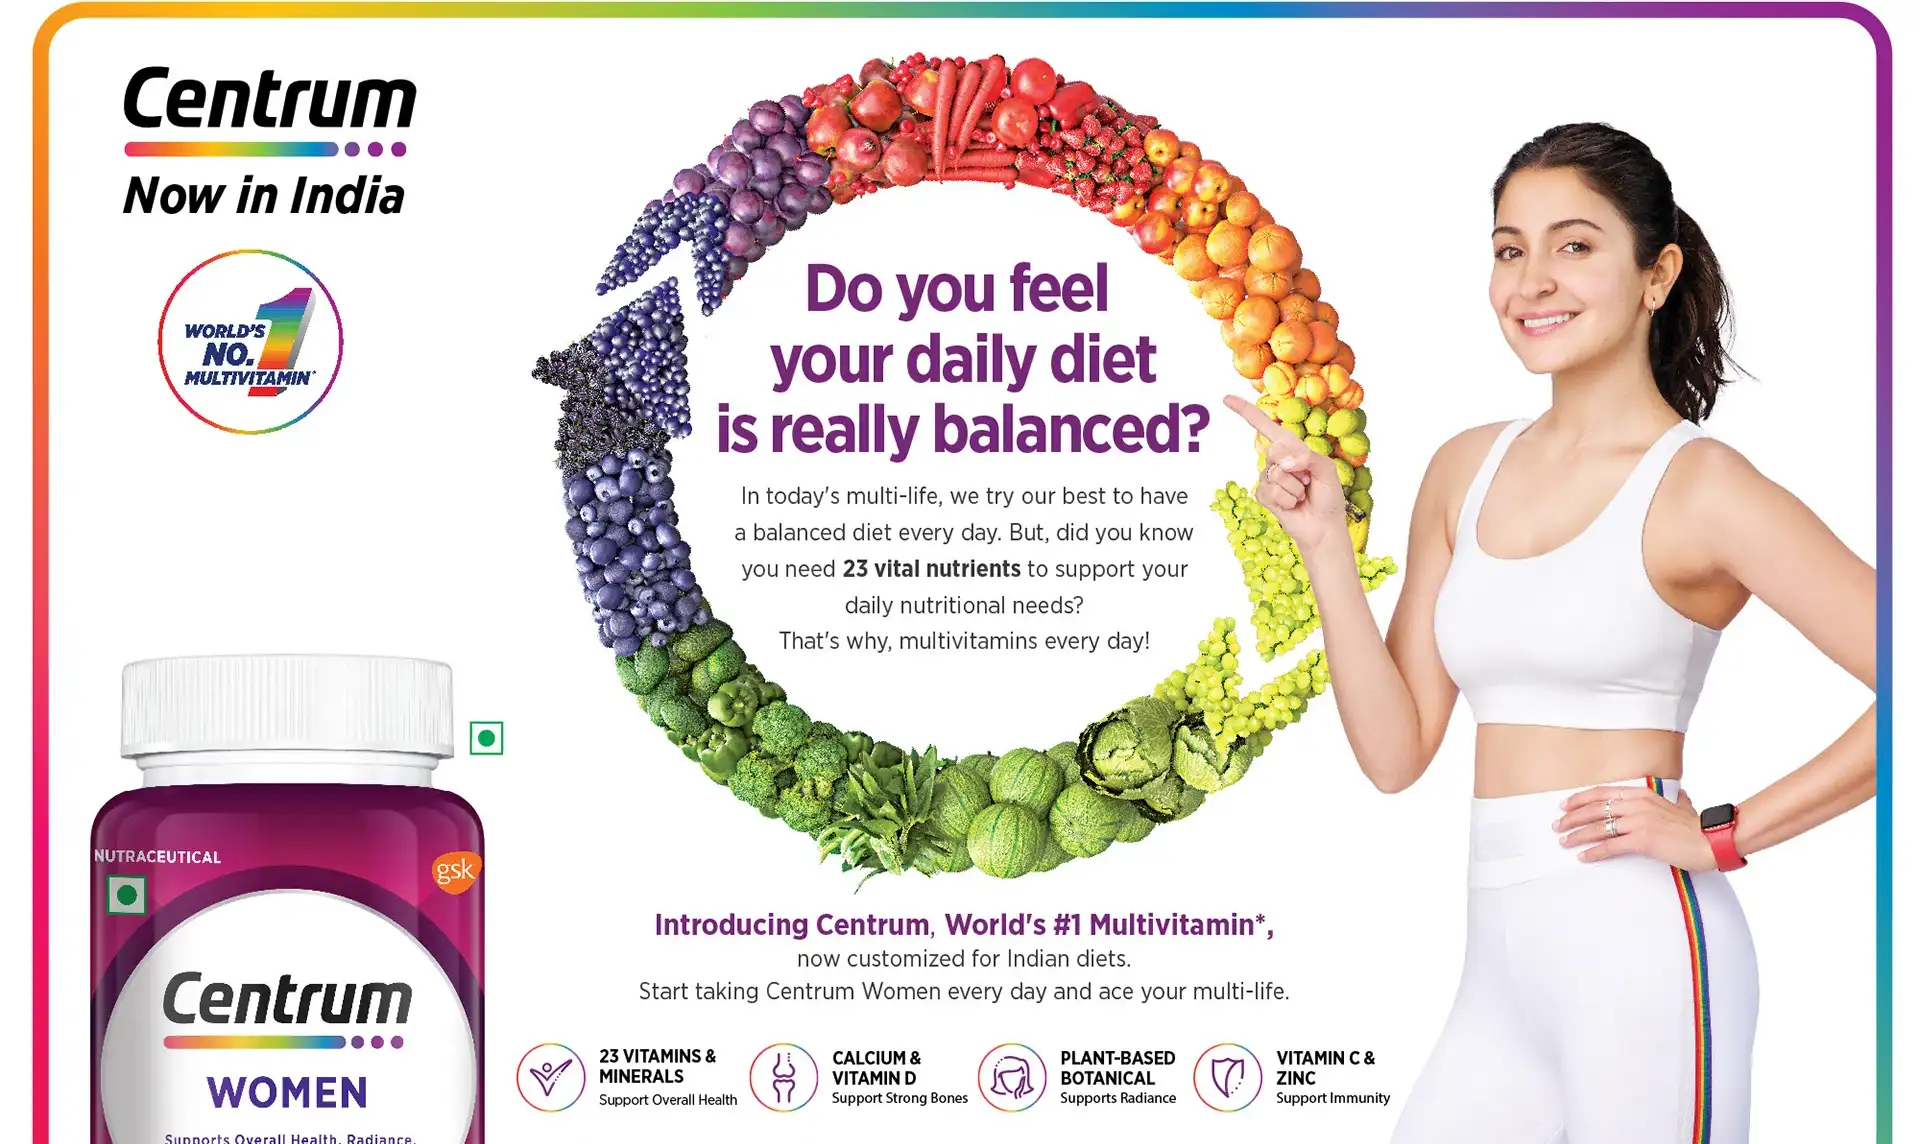 Centrum
Now in India
WORLD'S
NO. 1
MULTIVITAMIN*
Do you feel
your daily diet
is really balanced?
In today's multi-life, we try our best to have
a balanced diet every day. But, did you know
you need 23 vital nutrients to support your
daily nutritional needs?
That's why, multivitamins every day!
NUTRACEUTICAL
gsk
Centrum
WOMEN
Supports Overall Health, Radiance,
Introducing Centrum, World's #1 Multivitamin*,
now customized for Indian diets.
Start taking Centrum Women every day and ace your multi-life.
23 VITAMINS &
MINERALS
Support Overall Health
CALCIUM &
VITAMIN D
Support Strong Bones
PLANT-BASED
BOTANICAL
Supports Radiance
VITAMIN C &
ZINC
Support Immunity